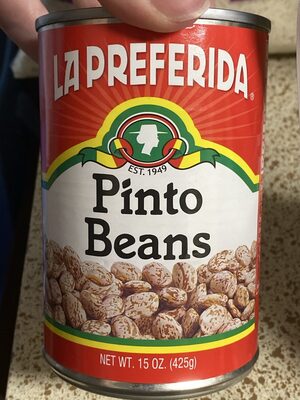 LA PREFERIDA®
EST. 1949
Pinto
Beans
NET WT. 15 OZ. (425g)